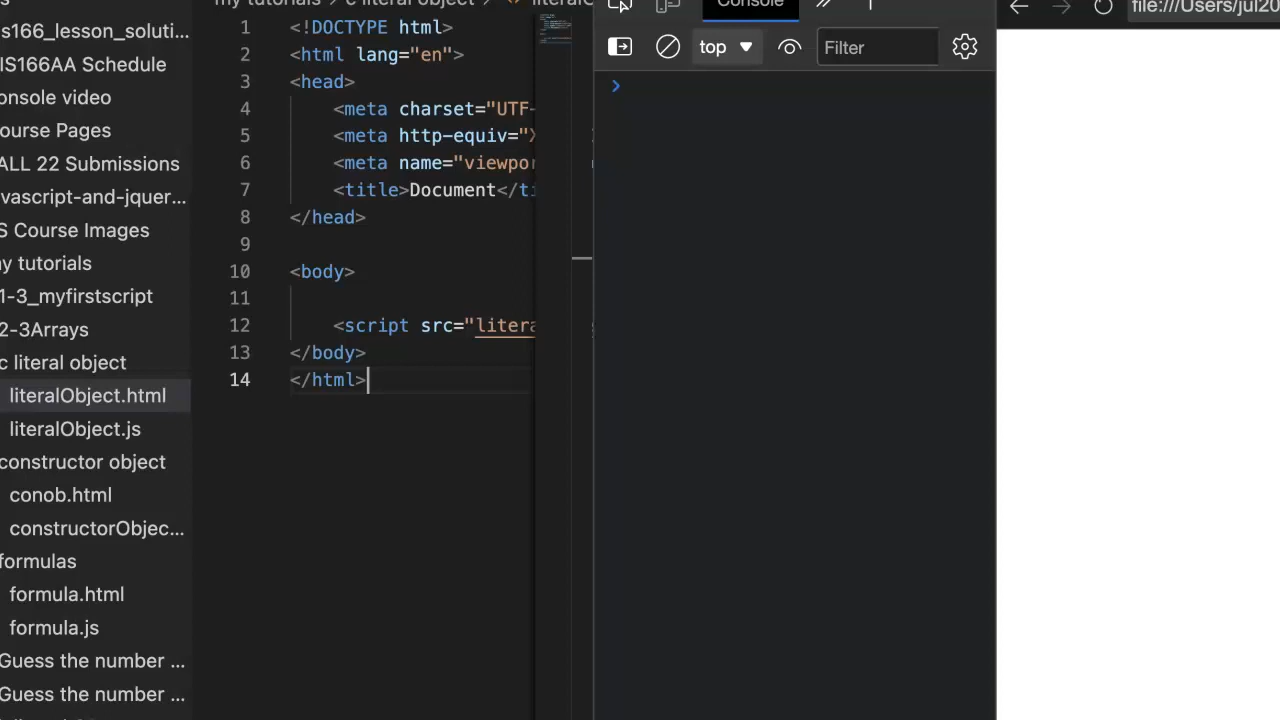 s166_lesson_soluti...
IS166AA Schedule
onsole video
ourse Pages
ALL 22 Submissions
vascript-and-jquer...
S Course Images
y tutorials
1-3_myfirstscript
2-3Arrays
c literal object
literalObject.html
literalObject.js
constructor object
conob.html
constructorObjec...
formulas
formula.html
formula.js
Guess the number ...
Guess the number ...
my tutorials > c literal object >
1 <!DOCTYPE html>
2 <html lang="en">
3 <head>
4 <meta charset="UTF-
5 <meta http-equiv="X
6 <meta name="viewpor
7 <title>Document</ti
8 </head>
9
10 <body>
11
12 <script src="litera
13 </body>
14 </html>
Console
top
Filter
file:///Users/jul20